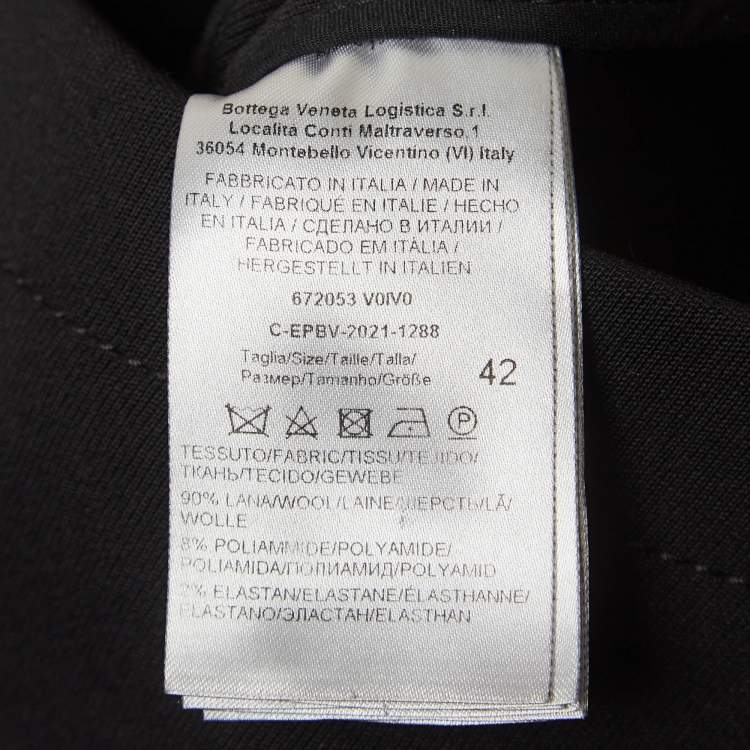 Bottega Veneta Logistica S.r.l.
Località Conti Maltraverso,1
36054 Montebello Vicentino (VI) Italy
FABBRICATO IN ITALIA / MADE IN
ITALY / FABRIQUÉ EN ITALIE / HECHO
EN ITALIA / СДЕЛАНО В ИТАЛИИ /
FABRICADO EM ITÁLIA /
HERGESTELLT IN ITALIEN
672053 V0IV0
C-EPBV-2021-1288
Taglia/Size/Taille/Talla/
Размер/Tamanho/Größe
42
P
TESSUTO/FABRIC/TISSU/TEJIDO/
ТКАНЬ/TECIDO/GEWEBE
90% LANA/WOOL/LAINE/ШЕРСТЬ/LÃ/
WOLLE
8% POLIAMMIDE/POLYAMIDE/
POLIAMIDA/ПОЛИАМИД/POLYAMID
2% ELASTAN/ELASTANE/ÉLASTHANNE/
ELASTANO/ЭЛАСТАН/ELASTHAN